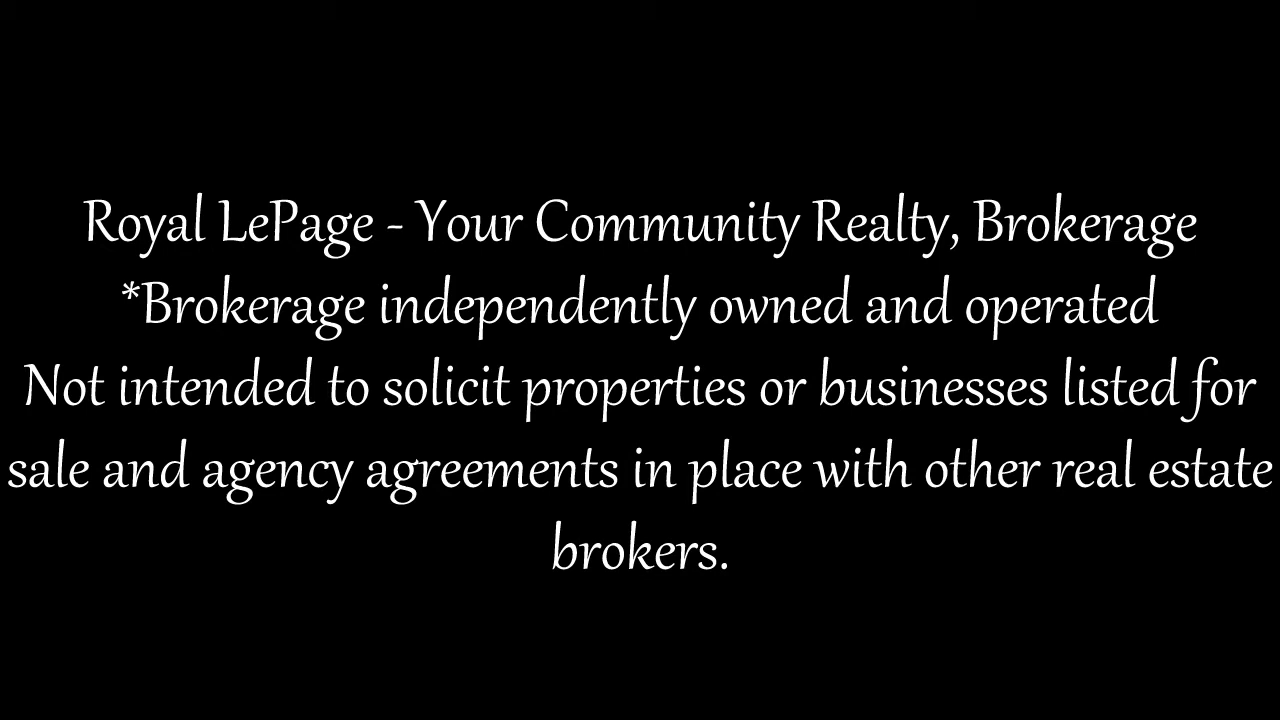 Royal LePage - Your Community Realty, Brokerage
*Brokerage independently owned and operated
Not intended to solicit properties or businesses listed for
sale and agency agreements in place with other real estate
brokers.